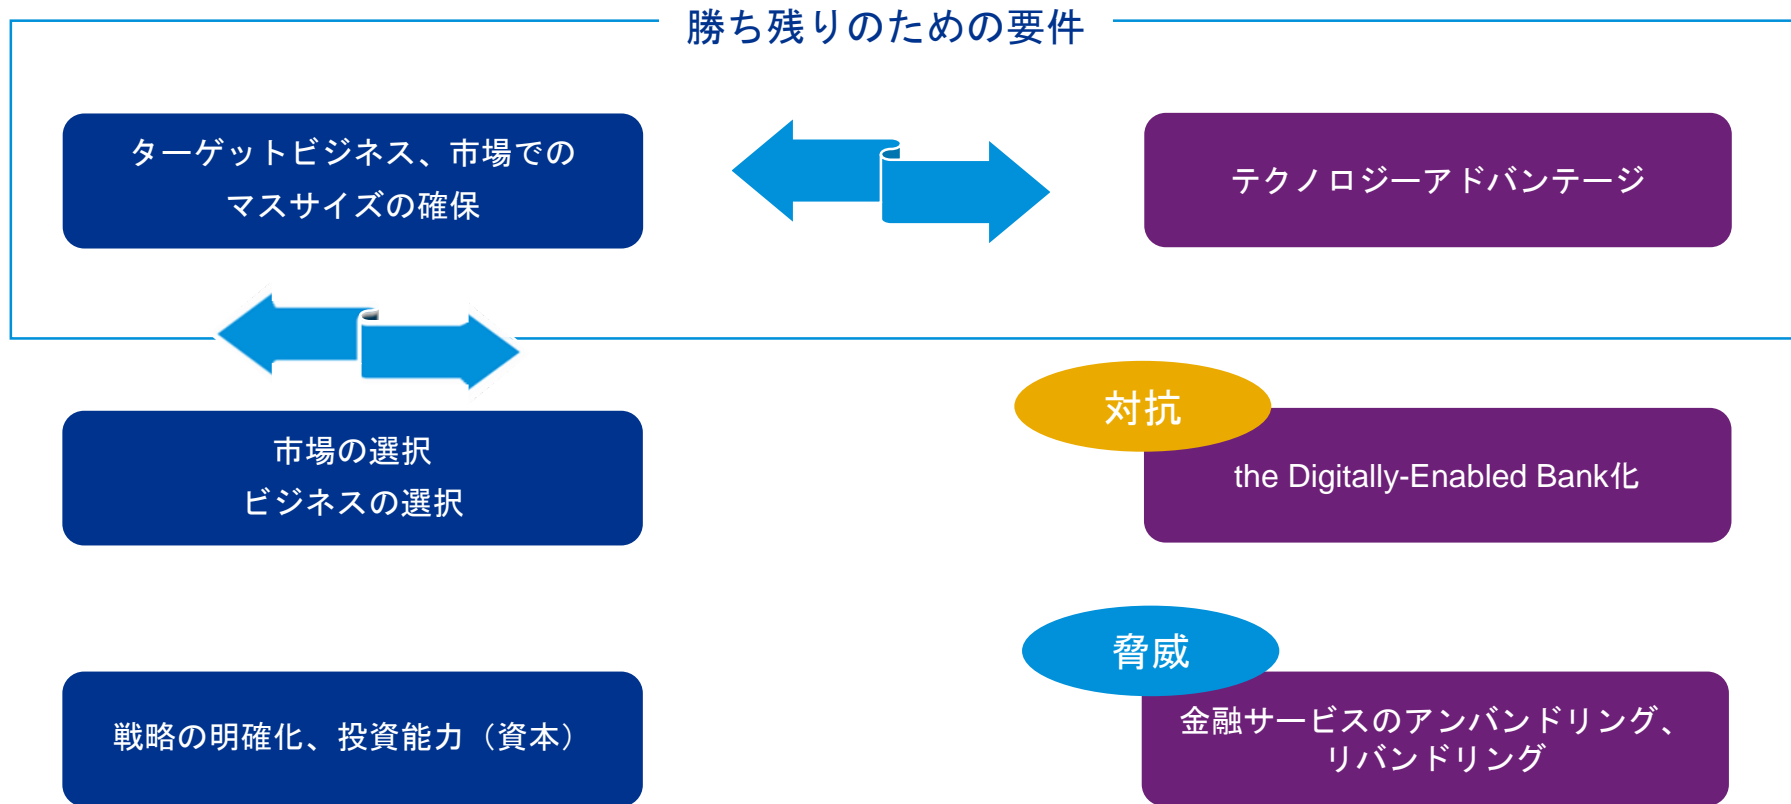 勝ち残りのための要件
ターゲットビジネス、市場での
マスサイズの確保
テクノロジーアドバンテージ
市場の選択
ビジネスの選択
対抗
the Digitally-Enabled Bank化
戦略の明確化、投資能力（資本）
脅威
金融サービスのアンバンドリング、
リバンドリング